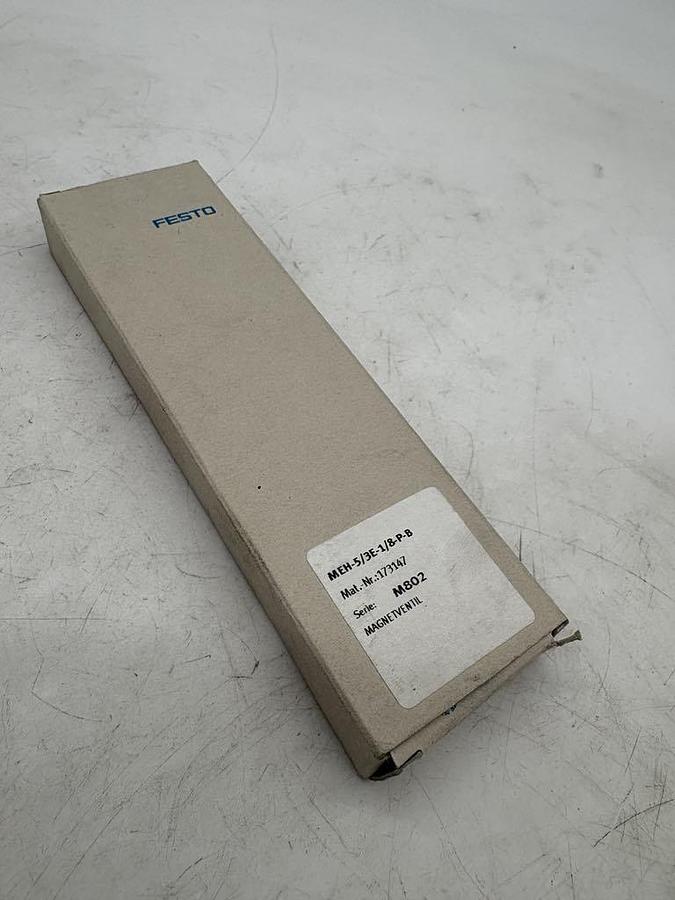 FESTO
MEH-5/3E-1/8-P-B
Mat.-Nr.:173147
Serie: M802
MAGNETVENTIL